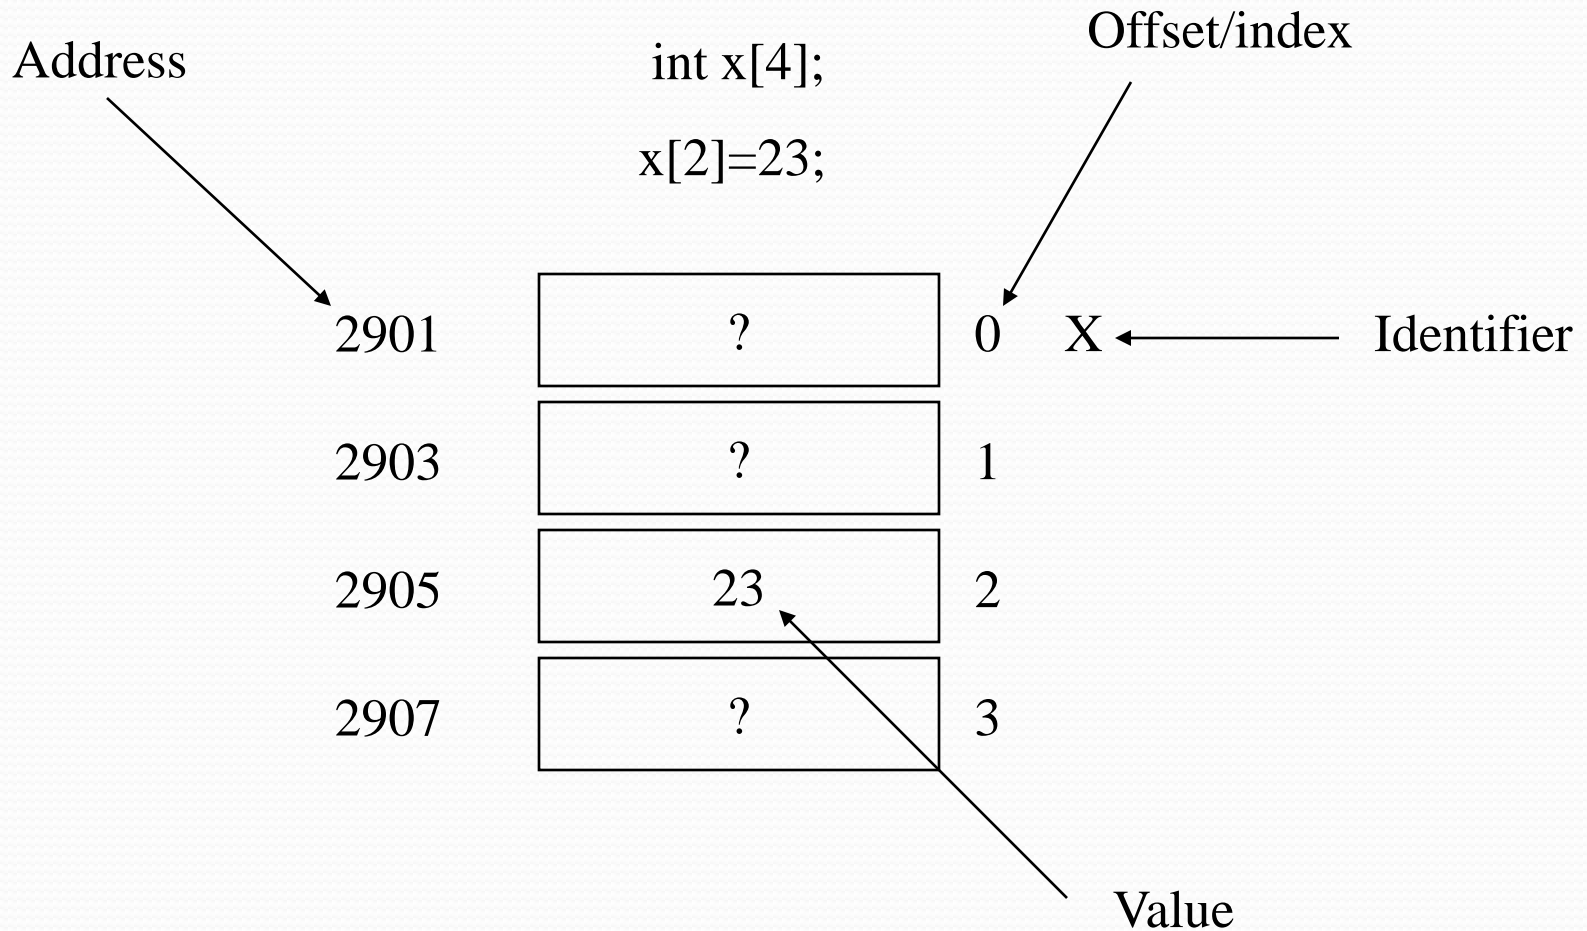 Offset/index
Address
int x[4];
x[2]=23;
2901 ? 0 X Identifier
2903 ? 1
2905 23 2
2907 ? 3
Value